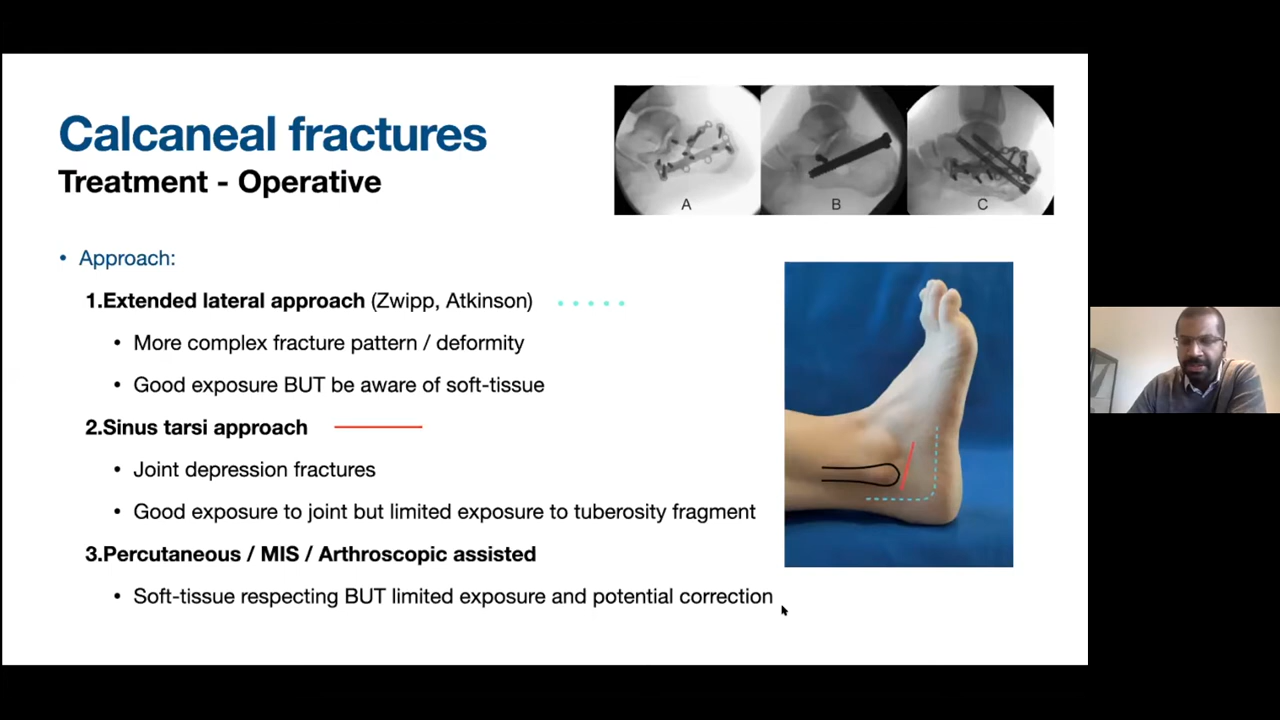 Calcaneal fractures
Treatment - Operative
A B C
• Approach:
1.Extended lateral approach (Zwipp, Atkinson)
• More complex fracture pattern / deformity
• Good exposure BUT be aware of soft-tissue
2.Sinus tarsi approach
• Joint depression fractures
• Good exposure to joint but limited exposure to tuberosity fragment
3.Percutaneous / MIS / Arthroscopic assisted
• Soft-tissue respecting BUT limited exposure and potential correction